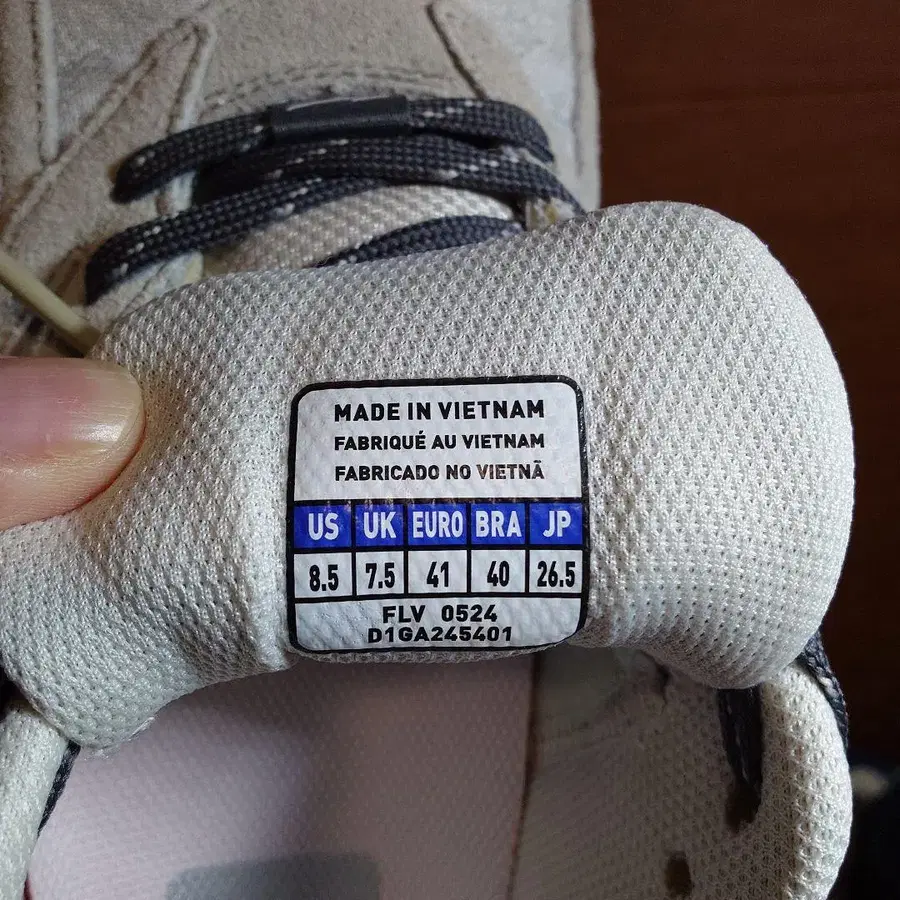 MADE IN VIETNAM
FABRIQUÉ AU VIETNAM
FABRICADO NO VIETNÃ
US UK EURO BRA JP
8.5 7.5 41 40 26.5
FLV 0524
D1GA245401